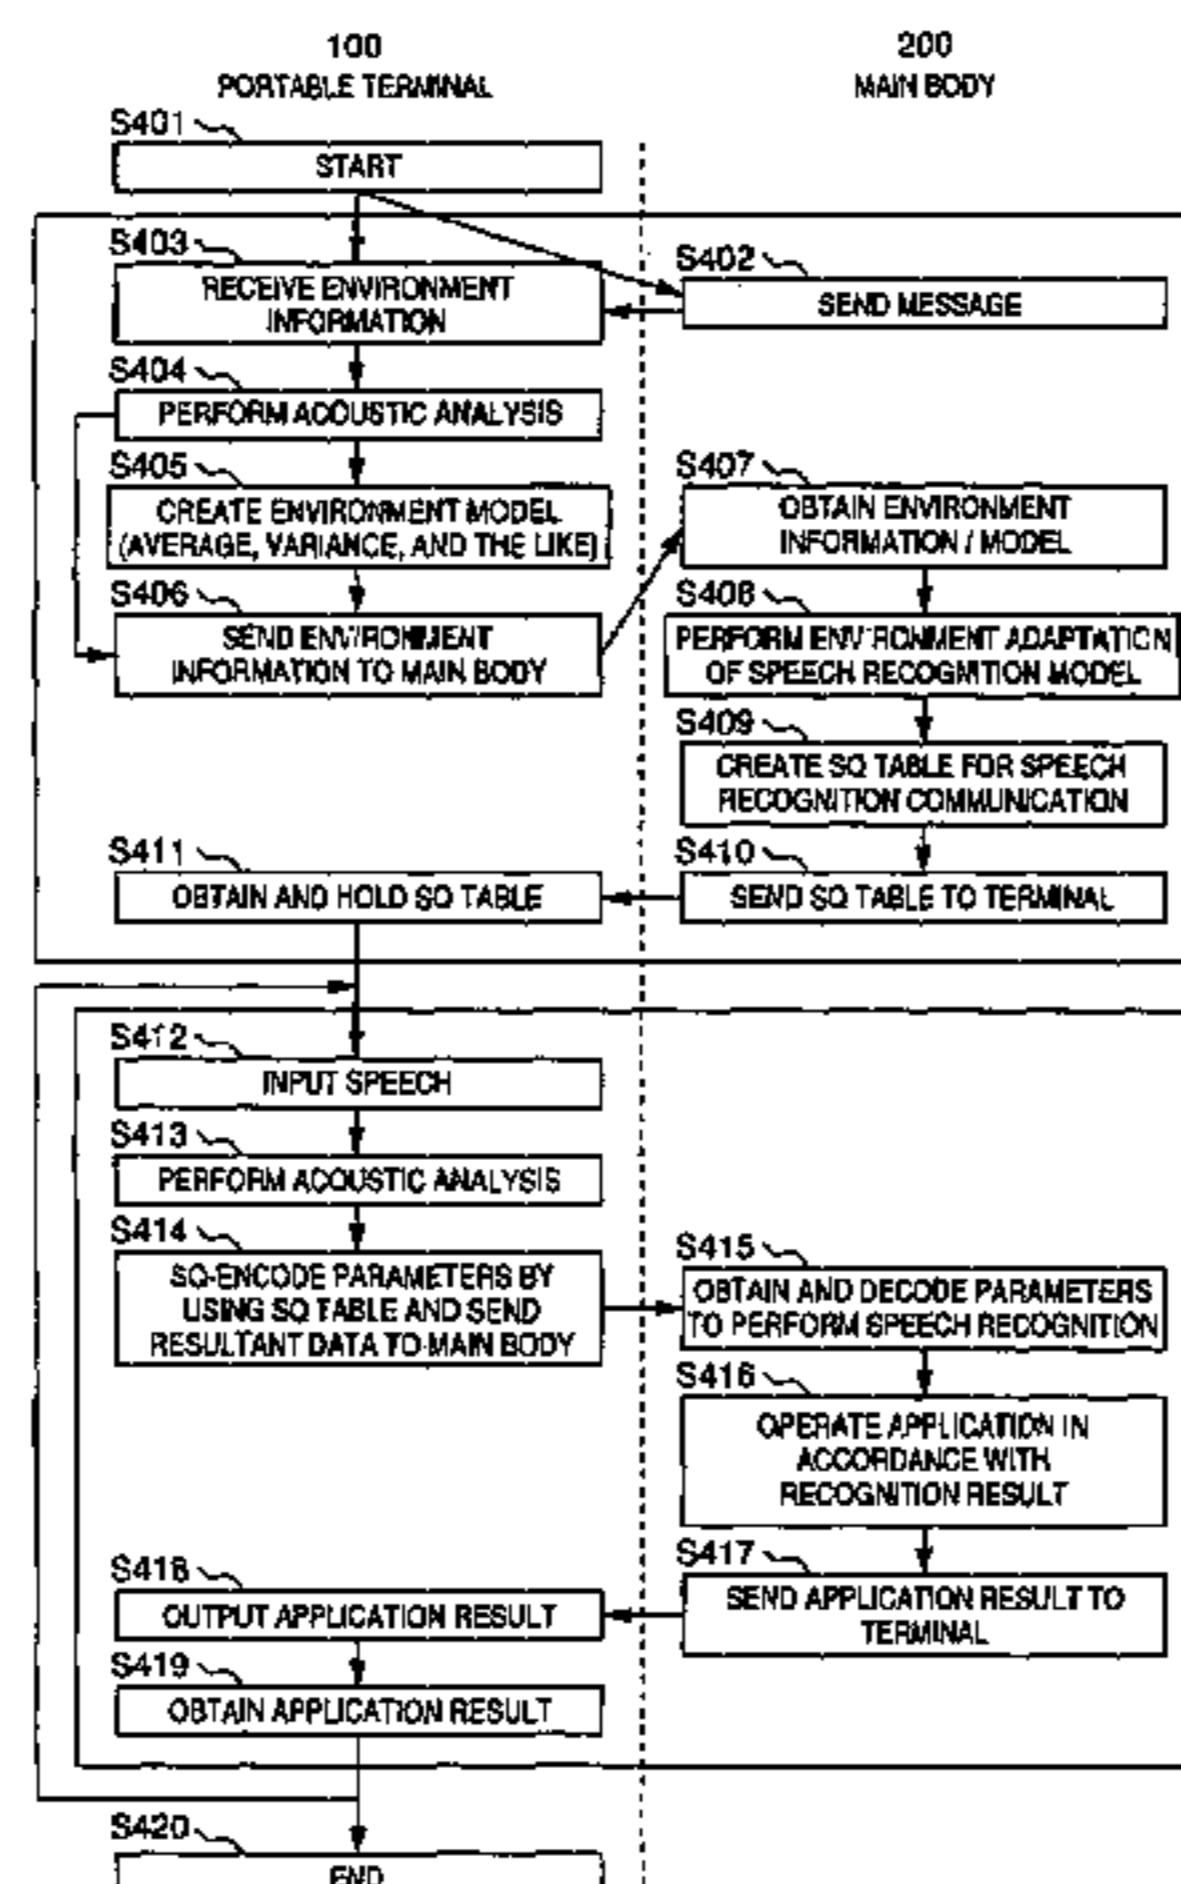 100
PORTABLE TERMINAL
200
MAIN BODY
S401
START
S403
RECEIVE ENVIRONMENT
INFORMATION
S402
SEND MESSAGE
S404
PERFORM ACOUSTIC ANALYSIS
S405
CREATE ENVIRONMENT MODEL
(AVERAGE, VARIANCE, AND THE LIKE)
S407
OBTAIN ENVIRONMENT
INFORMATION / MODEL
S406
SEND ENVIRONMENT
INFORMATION TO MAIN BODY
S408
PERFORM ENVIRONMENT ADAPTATION
OF SPEECH RECOGNITION MODEL
S409
CREATE SQ TABLE FOR SPEECH
RECOGNITION COMMUNICATION
S411
OBTAIN AND HOLD SQ TABLE
S410
SEND SQ TABLE TO TERMINAL
S412
INPUT SPEECH
S413
PERFORM ACOUSTIC ANALYSIS
S414
SQ-ENCODE PARAMETERS BY
USING SQ TABLE AND SEND
RESULTANT DATA TO MAIN BODY
S415
OBTAIN AND DECODE PARAMETERS
TO PERFORM SPEECH RECOGNITION
S416
OPERATE APPLICATION IN
ACCORDANCE WITH
RECOGNITION RESULT
S417
SEND APPLICATION RESULT TO
TERMINAL
S418
OUTPUT APPLICATION RESULT
S419
OBTAIN APPLICATION RESULT
S420
END